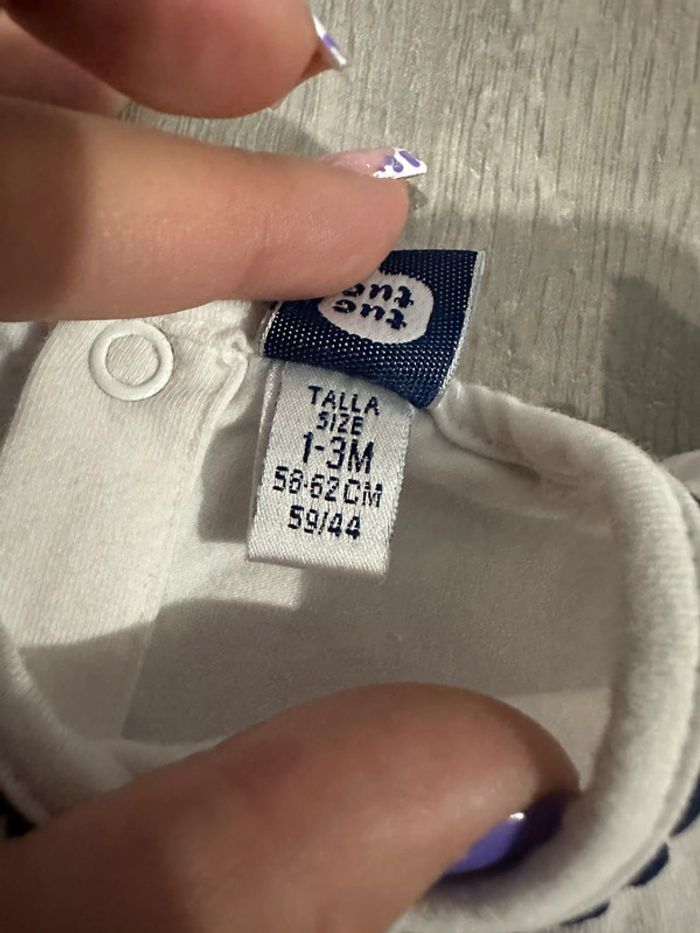 tuc
tuc
TALLA
SIZE
1-3M
56-62CM
59/44